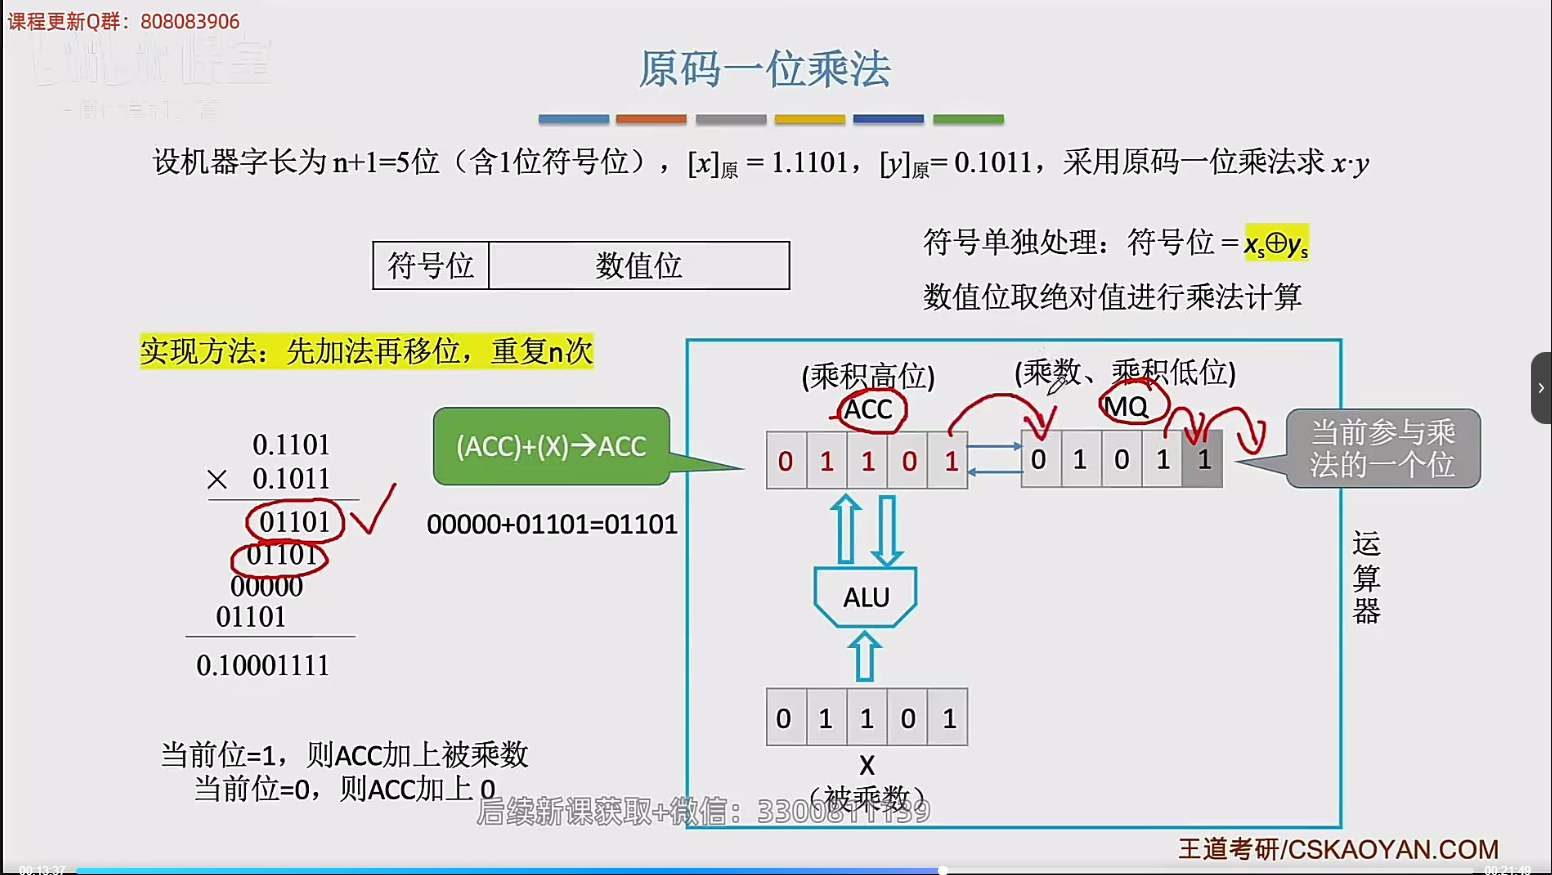 课程更新Q群：808083906
原码一位乘法
设机器字长为 n+1=5位（含1位符号位），[x]原 = 1.1101，[y]原= 0.1011，采用原码一位乘法求 x·y
符号单独处理：符号位 = xs⊕ys
符号位 数值位
数值位取绝对值进行乘法计算
实现方法：先加法再移位，重复n次
(乘积高位) (乘数、乘积低位)
ACC MQ
0.1101
× 0.1011
01101
01101
00000
01101
0.10001111
(ACC)+(X)→ACC
00000+01101=01101
0 1 1 0 1
0 1 0 1 1
当前参与乘
法的一个位
运算器
ALU
0 1 1 0 1
X
（被乘数）
当前位=1，则ACC加上被乘数
当前位=0，则ACC加上 0
后续新课获取+微信：3300811739
王道考研/CSKAOYAN.COM
00:13:37
00:21:49